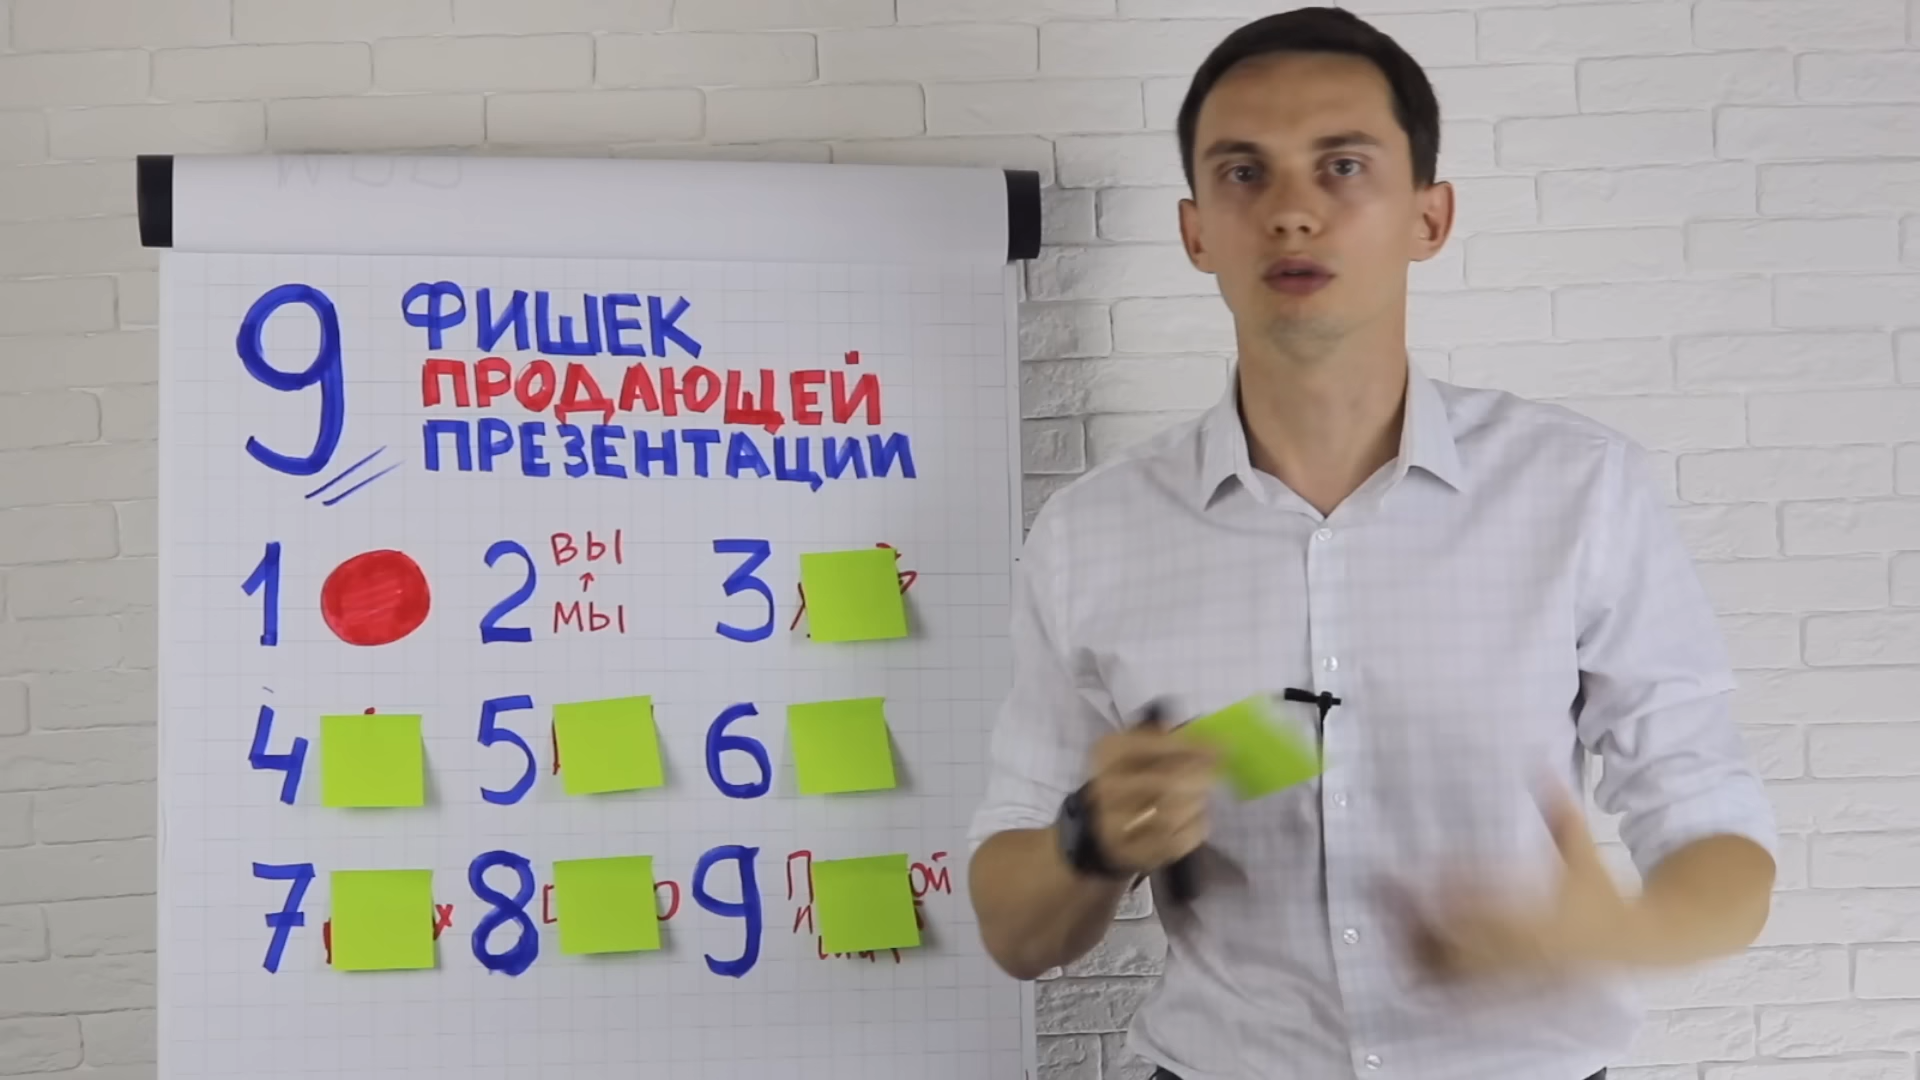 9 ФИШЕК
ПРОДАЮЩЕЙ
ПРЕЗЕНТАЦИИ
1 2 ВЫ 3
МЫ
4 5 6
7 8 9